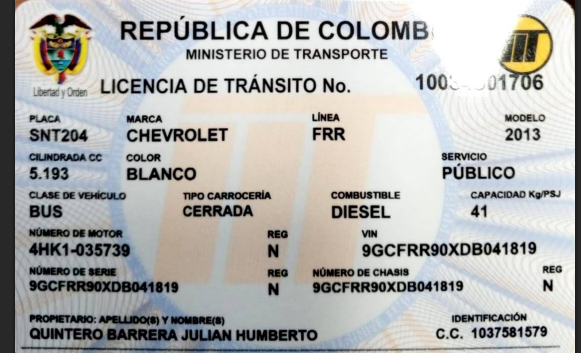 REPÚBLICA DE COLOMB
MINISTERIO DE TRANSPORTE
Libertad y Orden
LICENCIA DE TRÁNSITO No.
PLACA MARCA LÍNEA MODELO
SNT204 CHEVROLET FRR 2013
CILINDRADA CC COLOR SERVICIO
5.193 BLANCO PÚBLICO
CLASE DE VEHÍCULO TIPO CARROCERÍA COMBUSTIBLE CAPACIDAD Kg/PSJ
BUS CERRADA DIESEL 41
NÚMERO DE MOTOR REG VIN
4HK1-035739 N 9GCFRR90XDB041819
NÚMERO DE SERIE REG NÚMERO DE CHASIS REG
9GCFRR90XDB041819 N 9GCFRR90XDB041819 N
PROPIETARIO: APELLIDO(S) Y NOMBRE(S) IDENTIFICACIÓN
QUINTERO BARRERA JULIAN HUMBERTO C.C. 1037581579